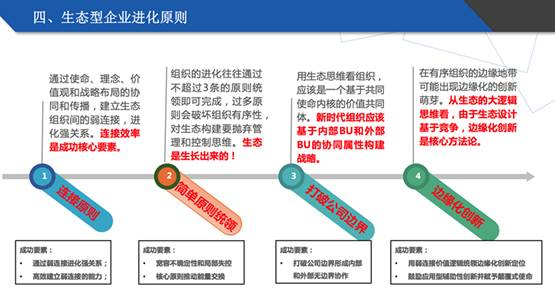 四、生态型企业进化原则
通过使命、理念、价
值观和战略布局的协
同和传播，建立生态
组织间的弱连接，进
化强关系。连接效率
是成功核心要素。
组织的进化往往通过
不超过3条的原则统
领即可完成，过多原
则会破坏组织有序性，
对生态构建要抛弃管
理和控制思维。生态
是生长出来的！
用生态思维看组织，
应该是一个基于共同
使命内核的价值共同
体。新时代组织应该
基于内部BU和外部
BU的协同属性构建
战略。
在有序组织的边缘地带
可能出现边缘化的创新
萌芽。从生态的大逻辑
思维看，由于生态设计
基于竞争，边缘化创新
是核心方法论。
1
连接原则
2
简单原则统领
3
打破公司边界
4
边缘化创新
成功要素：
• 通过弱连接进化强关系；
• 高效建立弱连接的能力；
成功要素：
• 宽容不确定性和局部失控
• 核心原则推动能量交换
成功要素：
• 打破公司边界形成内部
和外部无边界协作
成功要素：
• 用弱连接价值逻辑统领边缘化创新定位
• 鼓励应用型辅助性创新并赋予颠覆式使命